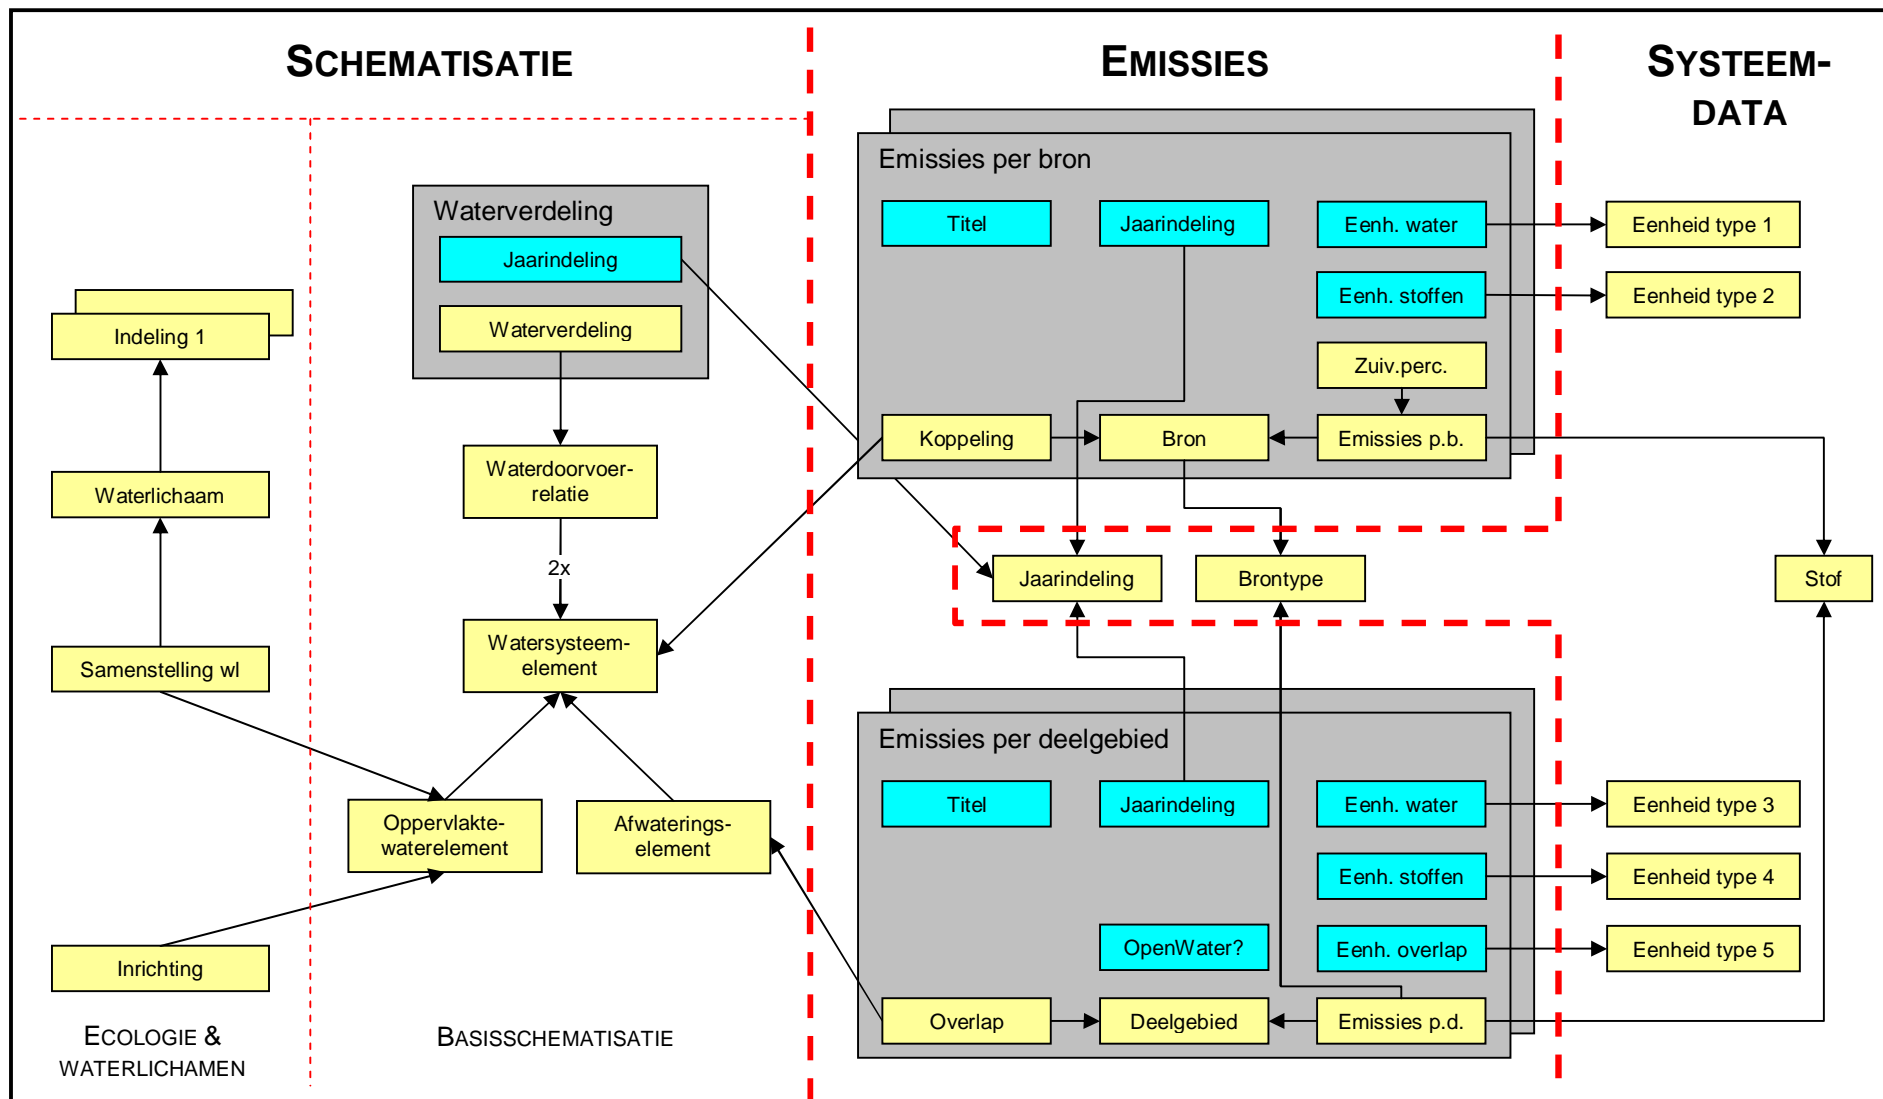 SCHEMATISATIE
EMISSIES
SYSTEEM-
DATA
Indeling 1
Waterlichaam
Samenstelling wl
Inrichting
ECOLOGIE &
WATERLICHAMEN
Waterverdeling
Jaarindeling
Waterverdeling
Waterdoorvoer-
relatie
2x
Watersysteem-
element
Oppervlakte-
waterelement
Afwaterings-
element
BASISSCHEMATISATIE
Emissies per bron
Titel
Jaarindeling
Eenh. water
Eenh. stoffen
Zuiv.perc.
Koppeling
Bron
Emissies p.b.
Jaarindeling
Brontype
Emissies per deelgebied
Titel
Jaarindeling
Eenh. water
Eenh. stoffen
OpenWater?
Eenh. overlap
Overlap
Deelgebied
Emissies p.d.
Eenheid type 1
Eenheid type 2
Stof
Eenheid type 3
Eenheid type 4
Eenheid type 5